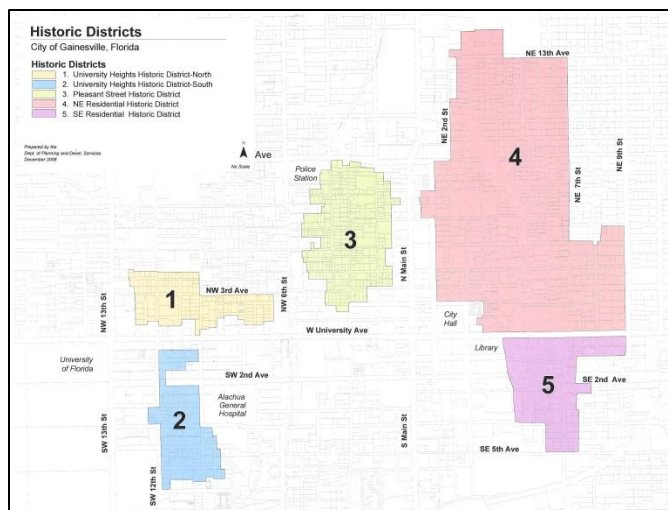 Historic Districts
City of Gainesville, Florida
Historic Districts
1. University Heights Historic District-North
2. University Heights Historic District-South
3. Pleasant Street Historic District
4. NE Residential Historic District
5. SE Residential Historic District
Prepared by the
Dept. of Planning and Devel. Services
December 2008
No Scale
Ave
NE 13th Ave
NE 2nd St
NE 9th St
NE 7th St
4
Police
Station
3
N Main St
NW 13th St
1
NW 3rd Ave
NW 6th St
W University Ave
City
Hall
Library
University
of Florida
SW 2nd Ave
Alachua
General
Hospital
2
SW 13th St
SW 12th St
S Main St
5
SE 2nd Ave
SE 5th Ave